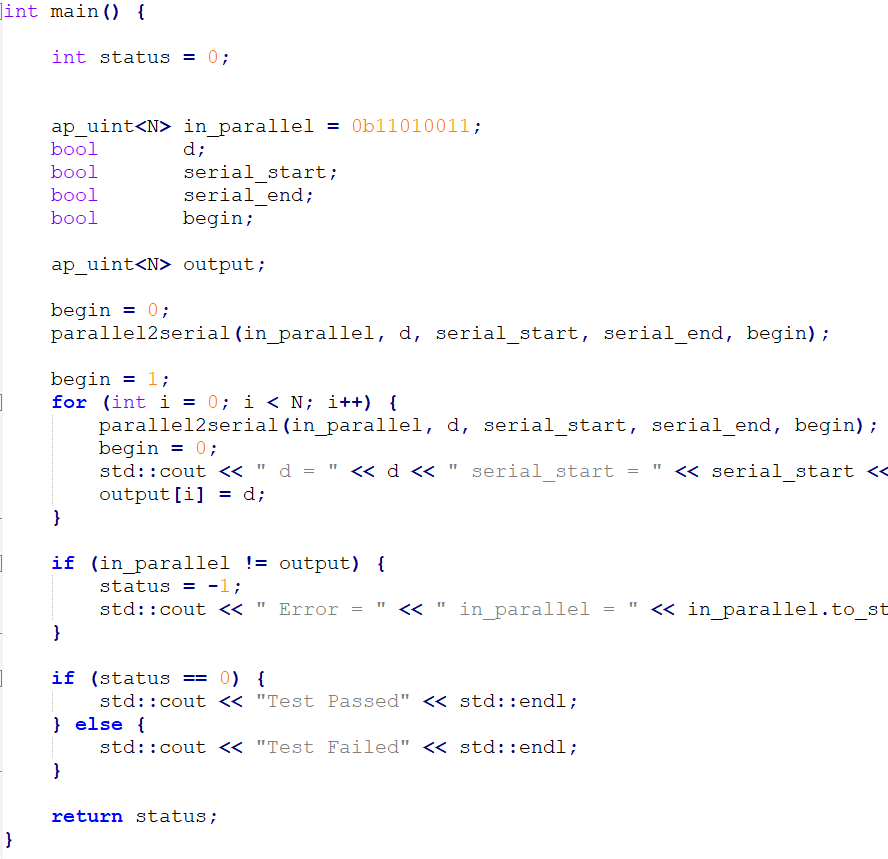 int main() {
int status = 0;
ap_uint<N> in_parallel = 0b11010011;
bool d;
bool serial_start;
bool serial_end;
bool begin;
ap_uint<N> output;
begin = 0;
parallel2serial(in_parallel, d, serial_start, serial_end, begin);
begin = 1;
for (int i = 0; i < N; i++) {
parallel2serial(in_parallel, d, serial_start, serial_end, begin);
begin = 0;
std::cout << " d = " << d << " serial_start = " << serial_start <<
output[i] = d;
}
if (in_parallel != output) {
status = -1;
std::cout << " Error = " << " in_parallel = " << in_parallel.to_st
}
if (status == 0) {
std::cout << "Test Passed" << std::endl;
} else {
std::cout << "Test Failed" << std::endl;
}
return status;
}